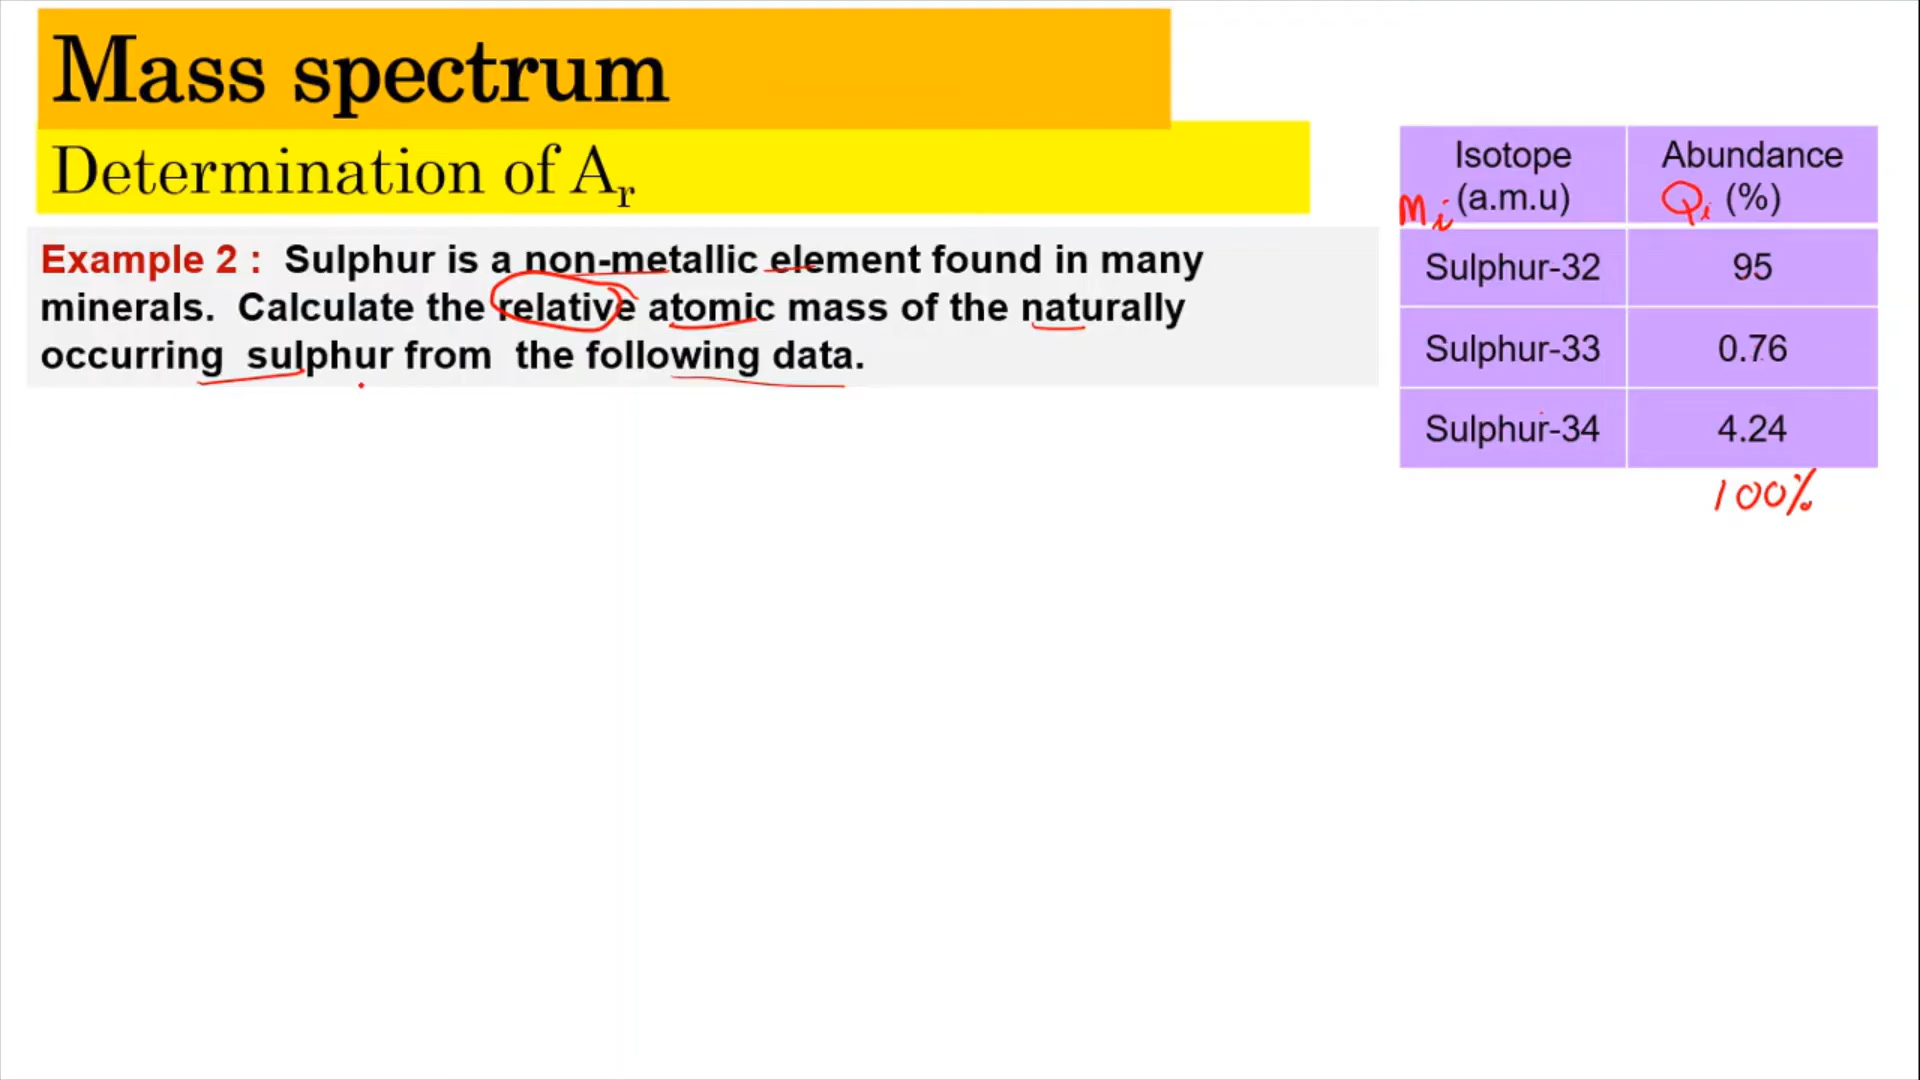 Mass spectrum
Determination of Ar
Example 2 : Sulphur is a non-metallic element found in many
minerals. Calculate the relative atomic mass of the naturally
occurring sulphur from the following data.
Isotope Abundance
Mi (a.m.u) Qi (%)
Sulphur-32 95
Sulphur-33 0.76
Sulphur-34 4.24
100%